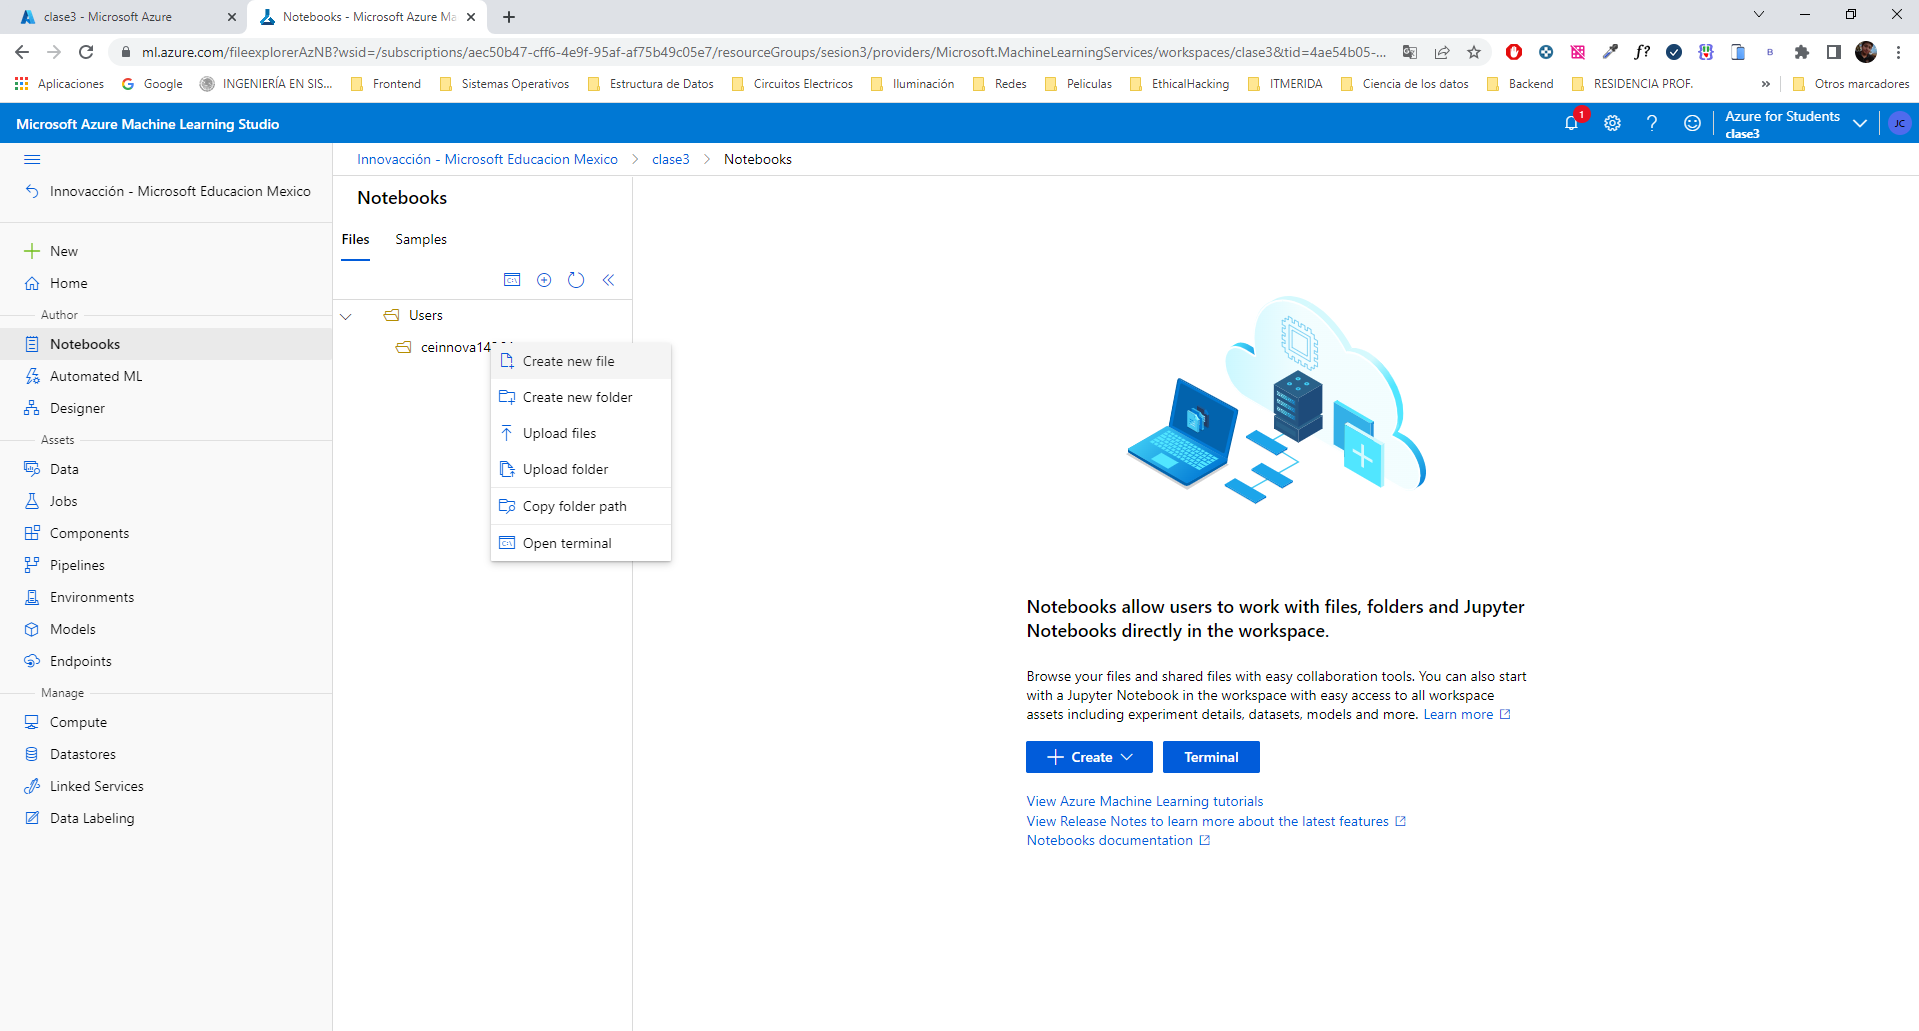 clase3 - Microsoft Azure
Notebooks - Microsoft Azure Ma
ml.azure.com/fileexplorerAzNB?wsid=/subscriptions/aec50b47-cff6-4e9f-95af-af75b49c05e7/resourceGroups/sesion3/providers/Microsoft.MachineLearningServices/workspaces/clase3&tid=4ae54b05-...
Aplicaciones
Google
INGENIERÍA EN SIS...
Frontend
Sistemas Operativos
Estructura de Datos
Circuitos Electricos
Iluminación
Redes
Peliculas
EthicalHacking
ITMERIDA
Ciencia de los datos
Backend
RESIDENCIA PROF.
»
Otros marcadores
Microsoft Azure Machine Learning Studio
1
Azure for Students
clase3
JC
Innovacción - Microsoft Educacion Mexico > clase3 > Notebooks
Innovacción - Microsoft Educacion Mexico
New
Home
Author
Notebooks
Automated ML
Designer
Assets
Data
Jobs
Components
Pipelines
Environments
Models
Endpoints
Manage
Compute
Datastores
Linked Services
Data Labeling
Notebooks
Files
Samples
Users
Create new file
Create new folder
Upload files
Upload folder
Copy folder path
Open terminal
Notebooks allow users to work with files, folders and Jupyter
Notebooks directly in the workspace.
Browse your files and shared files with easy collaboration tools. You can also start
with a Jupyter Notebook in the workspace with easy access to all workspace
assets including experiment details, datasets, models and more. Learn more
Create
Terminal
View Azure Machine Learning tutorials
View Release Notes to learn more about the latest features
Notebooks documentation